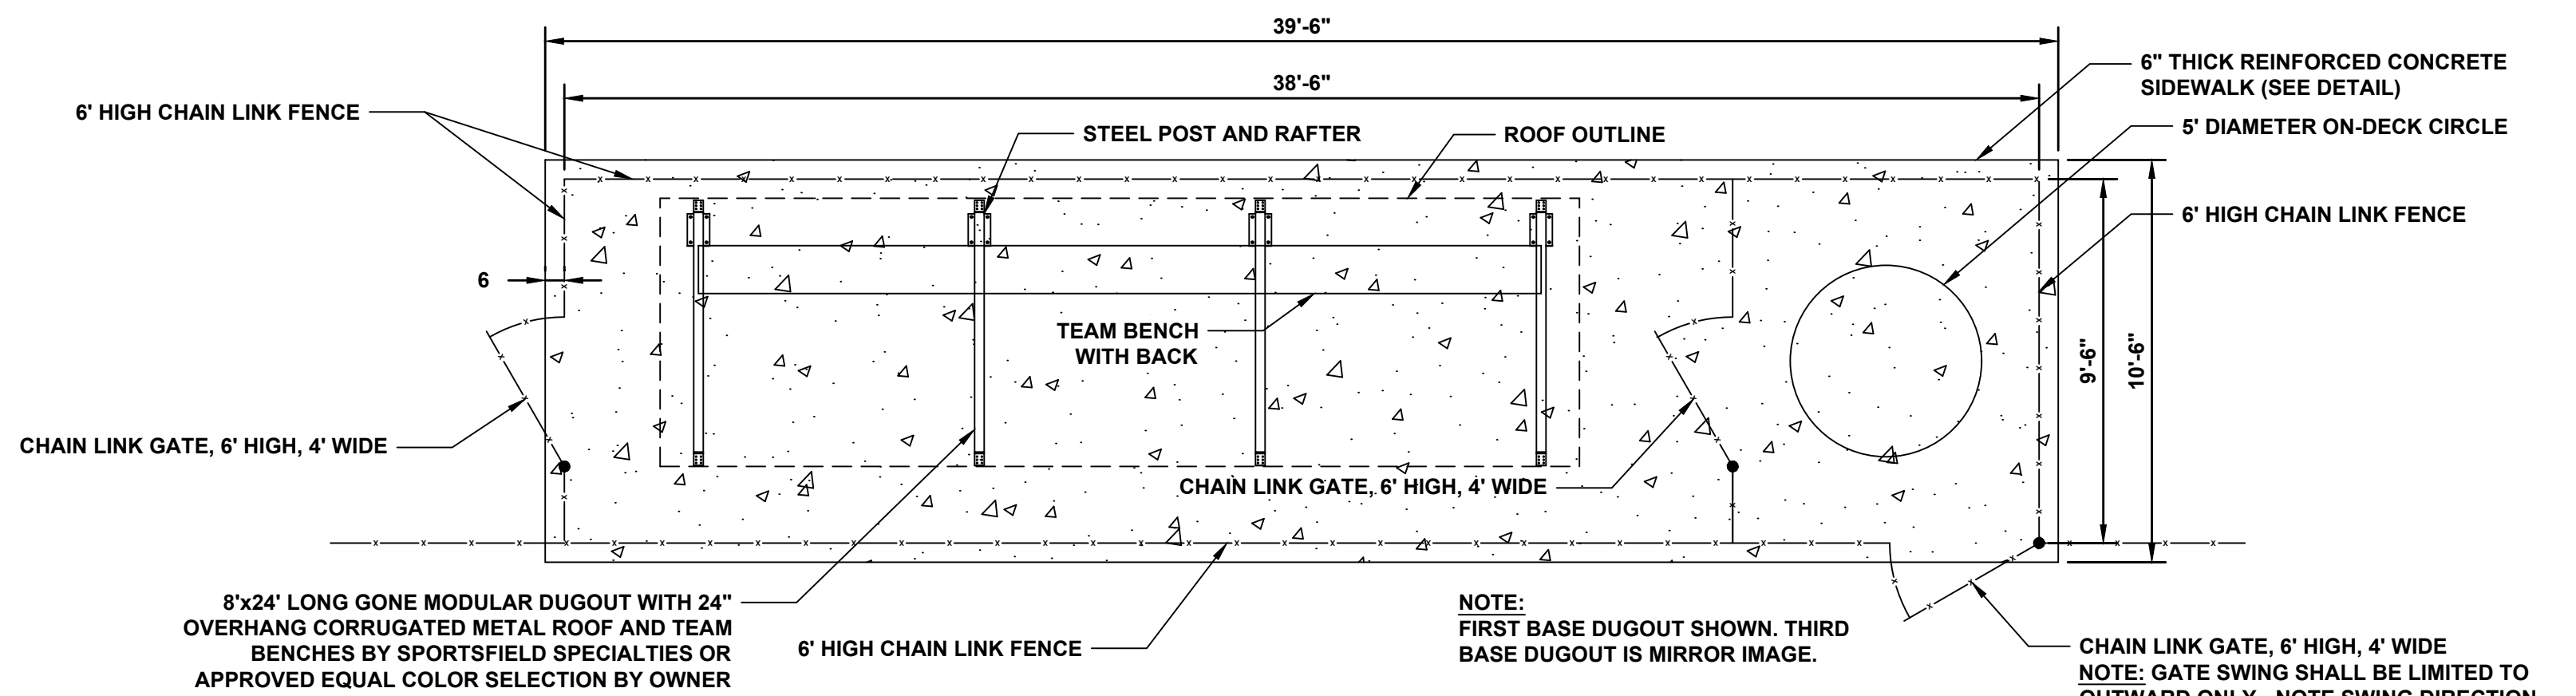 39'-6"
38'-6"
6" THICK REINFORCED CONCRETE
SIDEWALK (SEE DETAIL)
6' HIGH CHAIN LINK FENCE
STEEL POST AND RAFTER
ROOF OUTLINE
5' DIAMETER ON-DECK CIRCLE
6' HIGH CHAIN LINK FENCE
6
TEAM BENCH
WITH BACK
9'-6"
10'-6"
CHAIN LINK GATE, 6' HIGH, 4' WIDE
CHAIN LINK GATE, 6' HIGH, 4' WIDE
8'x24' LONG GONE MODULAR DUGOUT WITH 24"
OVERHANG CORRUGATED METAL ROOF AND TEAM
BENCHES BY SPORTSFIELD SPECIALTIES OR
APPROVED EQUAL COLOR SELECTION BY OWNER
6' HIGH CHAIN LINK FENCE
NOTE:
FIRST BASE DUGOUT SHOWN. THIRD
BASE DUGOUT IS MIRROR IMAGE.
CHAIN LINK GATE, 6' HIGH, 4' WIDE
NOTE: GATE SWING SHALL BE LIMITED TO
OUTWARD ONLY. NOTE SWING DIRECTION